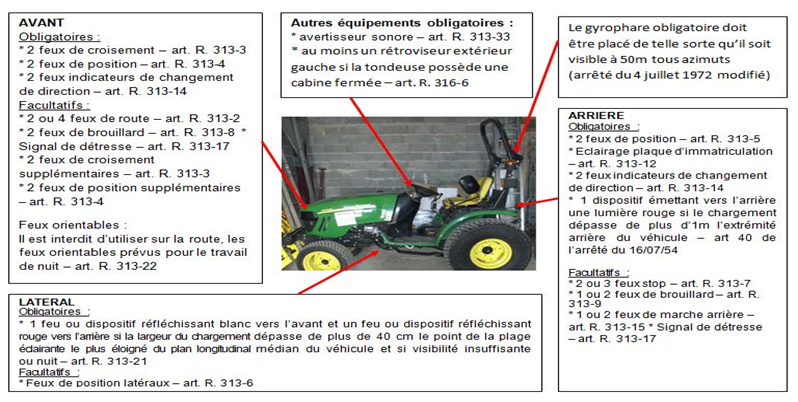 AVANT
Obligatoires :
* 2 feux de croisement – art. R. 313-3
* 2 feux de position – art. R. 313-4
* 2 indicateurs de changement
de direction – art. R. 313-14
Facultatifs :
* 2 ou 4 feux de route – art. R. 313-2
* 2 feux de brouillard – art. R. 313-8 *
Signal de détresse – art. R. 313-17
* 2 feux de croisement
supplémentaires – art. R. 313-3
* 2 feux de position supplémentaires
– art. R. 313-4
Feux orientables :
Il est interdit d'utiliser sur la route, les
feux orientables prévus pour le travail
de nuit – art. R. 313-22
Autres équipements obligatoires :
* avertisseur sonore – art. R. 313-33
* au moins un rétroviseur extérieur
gauche si la tondeuse possède une
cabine fermée – art. R. 316-6
Le gyrophare obligatoire doit
être placé de telle sorte qu'il soit
visible à 50m tous azimuts
(arrêté du 4 juillet 1972 modifié)
ARRIERE
Obligatoires :
* 2 feux de position – art. R. 313-5
* Eclairage plaque d'immatriculation
– art. R. 313-12
* 2 feux indicateurs de changement
de direction – art. R. 313-14
* 1 dispositif émettant vers l'arrière
une lumière rouge si le chargement
dépasse de plus d'1m l'extrémité
arrière du véhicule – art 40 de
l'arrêté du 16/07/54
Facultatifs :
* 2 ou 3 feux stop – art. R. 313-7
* 1 ou 2 feux de brouillard – art. R.
313-9
* 1 ou 2 feux de marche arrière –
art. R. 313-15 * Signal de détresse
– art. R. 313-17
LATERAL
Obligatoires :
* 1 feu ou dispositif réfléchissant blanc vers l'avant et un feu ou dispositif réfléchissant
rouge vers l'arrière si la largeur du chargement dépasse de plus de 40 cm le point de la plage
éclairante le plus éloigné du plan longitudinal médian du véhicule et si visibilité insuffisante
ou nuit – art. R. 313-21
Facultatifs :
* Feux de position latéraux – art. R. 313-6